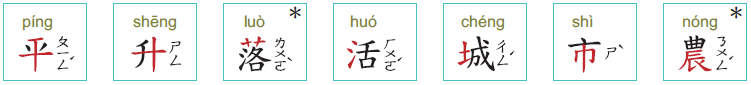 píng shēng luò * huó chéng shì nóng *
平 ㄆㄧㄥˊ 升 ㄕㄥ 落 ㄌㄨㄛˋ 活 ㄏㄨㄛˊ 城 ㄔㄥˊ 市 ㄕˋ 農 ㄋㄨㄥˊ